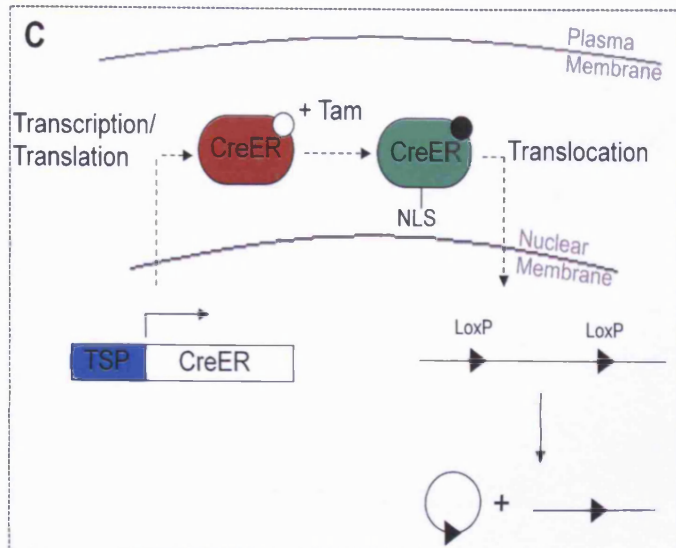 C
Plasma
Membrane
Transcription/
Translation
+ Tam
CreER
CreER
Translocation
NLS
Nuclear
Membrane
LoxP
LoxP
TSP
CreER
+